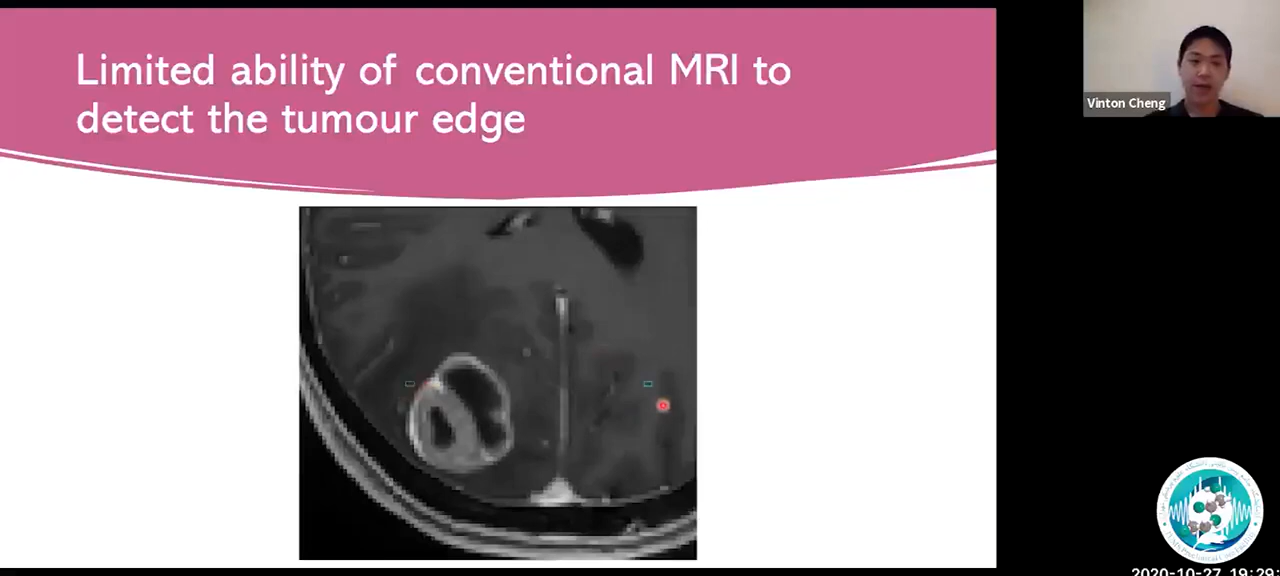 Limited ability of conventional MRI to
detect the tumour edge
Vinton Cheng
2020-10-27 19:29: